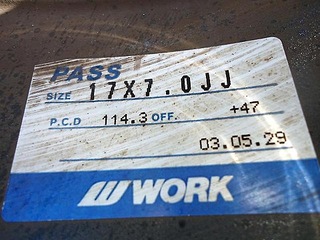 PASS
SIZE 17X7.0JJ
P.C.D 114.3 OFF. +47
03.05.29
W WORK